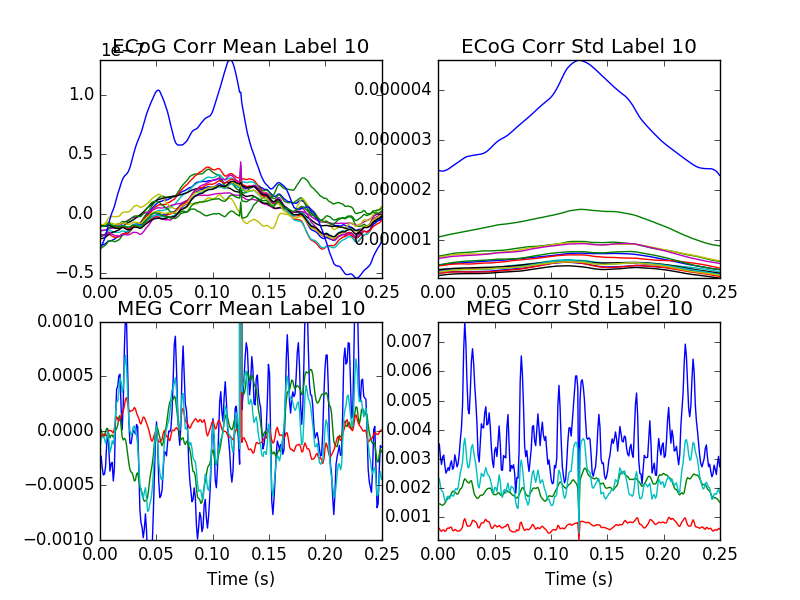 ECoG Corr Mean Label 10
1e−7
1.0
0.5
0.0
−0.5
0.00 0.05 0.10 0.15 0.20 0.25
ECoG Corr Std Label 10
0.000004
0.000003
0.000002
0.000001
0.00 0.05 0.10 0.15 0.20 0.25
MEG Corr Mean Label 10
0.0010
0.0005
0.0000
−0.0005
−0.0010
0.00 0.05 0.10 0.15 0.20 0.25
Time (s)
MEG Corr Std Label 10
0.007
0.006
0.005
0.004
0.003
0.002
0.001
0.00 0.05 0.10 0.15 0.20 0.25
Time (s)